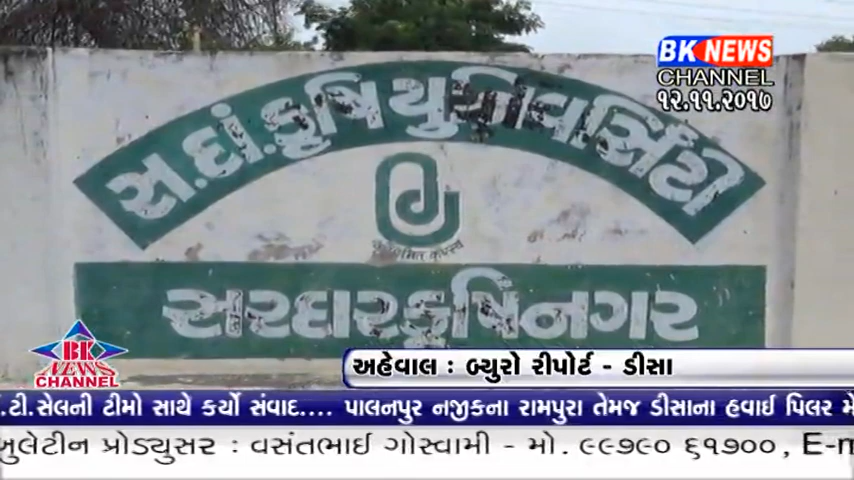 BK NEWS
CHANNEL
૧૨.૧૧.૨૦૧૭
સ.દાં.કૃષિ યુનિવર્સિટી
સરદારકૃષિનગર
અહેવાલ : બ્યુરો રીપોર્ટ - ડીસા
BK
NEWS
CHANNEL
.ટી.સેલની ટીમો સાથે કર્યો સંવાદ.... પાલનપુર નજીકના રામપુરા તેમજ ડીસાના હવાઈ પિલર મે
બુલેટીન પ્રોડ્યુસર : વસંતભાઈ ગોસ્વામી - મો. ૯૯૭૯૦ ૬૧૭૦૦, E-m